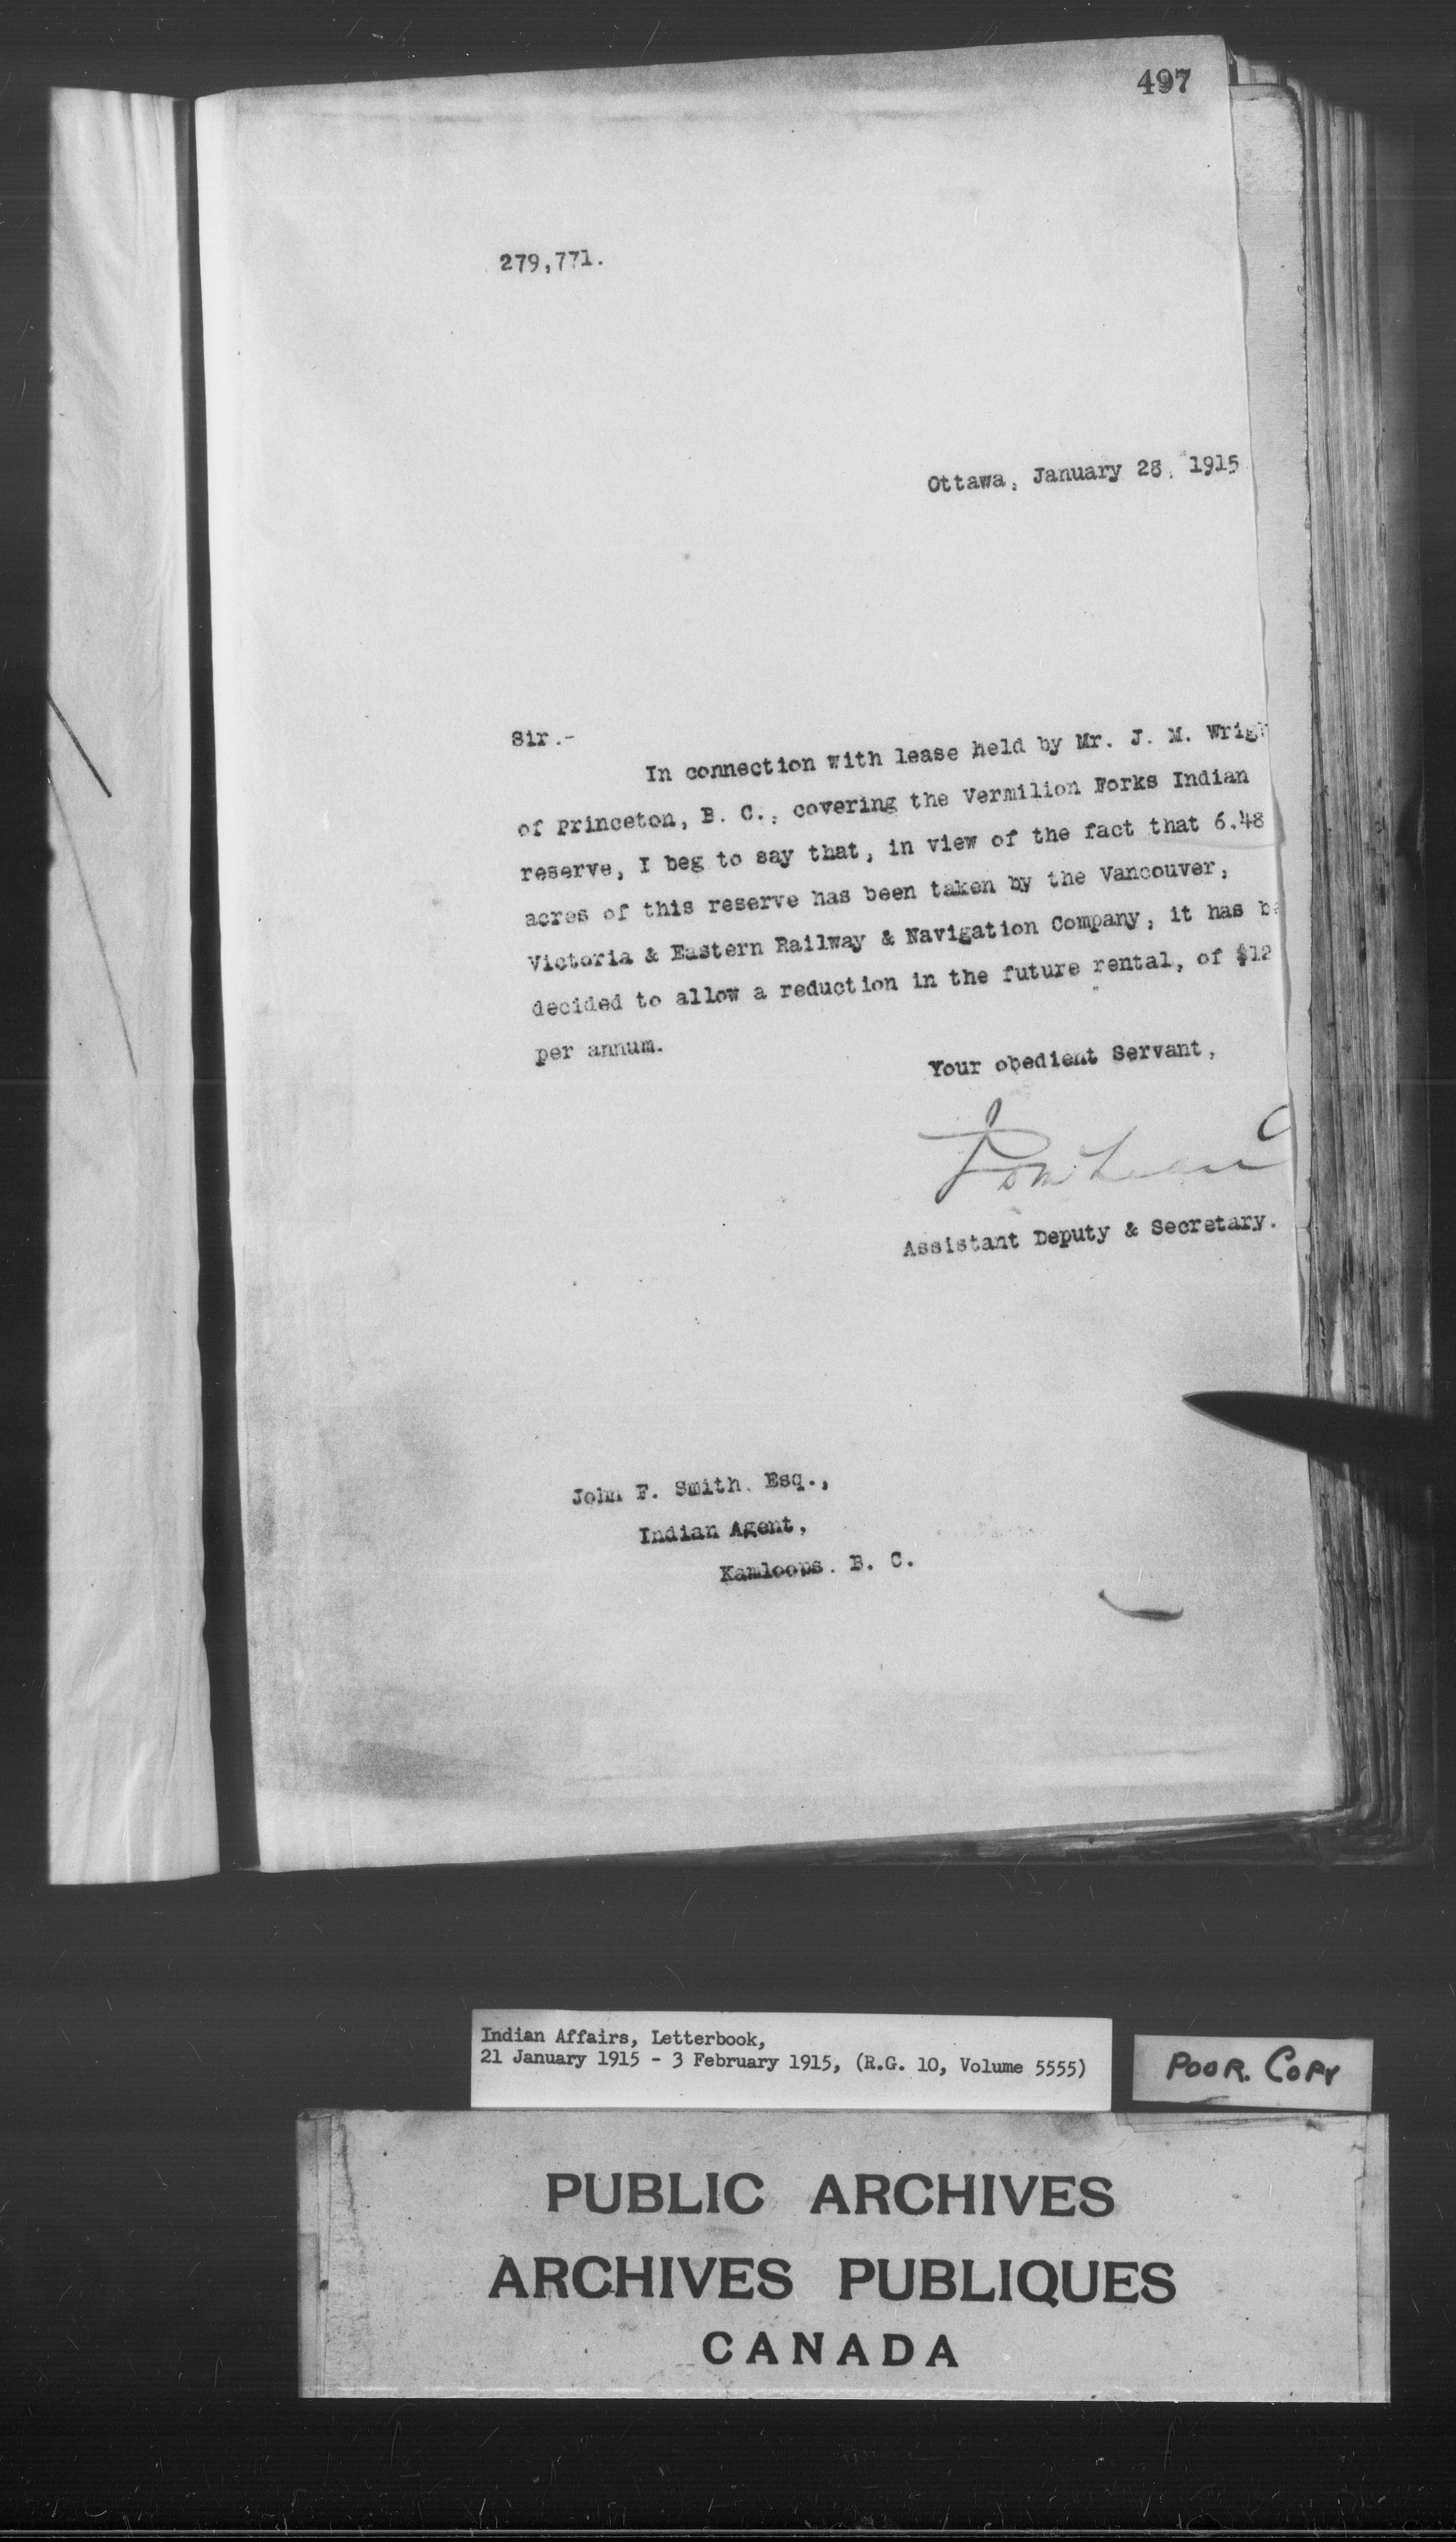 497
279,771.
Ottawa, January 28, 1915
Sir.-
In connection with lease held by Mr. J. M. Wrigh
of Princeton, B. C., covering the Vermilion Forks Indian
reserve, I beg to say that, in view of the fact that 6.48
acres of this reserve has been taken by the Vancouver,
Victoria & Eastern Railway & Navigation Company, it has be
decided to allow a reduction in the future rental, of $12
per annum.
Your obedient Servant,
Assistant Deputy & Secretary.
John F. Smith, Esq.,
Indian Agent,
Kamloops. B. C.
Indian Affairs, Letterbook,
21 January 1915 - 3 February 1915, (R.G. 10, Volume 5555)
POOR. COPY
PUBLIC ARCHIVES
ARCHIVES PUBLIQUES
CANADA